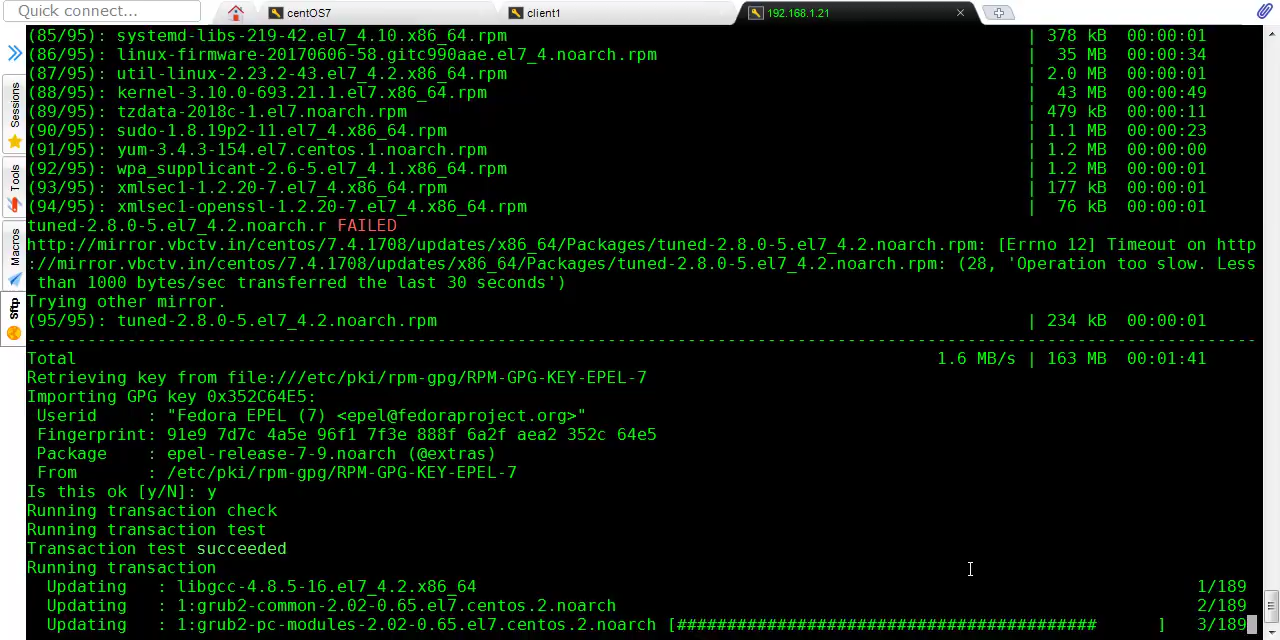 Quick connect...
centOS7
client1
192.168.1.21
Sessions
Tools
Macros
Sftp
(85/95): systemd-libs-219-42.el7_4.10.x86_64.rpm | 378 kB 00:00:01
(86/95): linux-firmware-20170606-58.gitc990aae.el7_4.noarch.rpm | 35 MB 00:00:34
(87/95): util-linux-2.23.2-43.el7_4.2.x86_64.rpm | 2.0 MB 00:00:01
(88/95): kernel-3.10.0-693.21.1.el7.x86_64.rpm | 43 MB 00:00:49
(89/95): tzdata-2018c-1.el7.noarch.rpm | 479 kB 00:00:11
(90/95): sudo-1.8.19p2-11.el7_4.x86_64.rpm | 1.1 MB 00:00:23
(91/95): yum-3.4.3-154.el7.centos.1.noarch.rpm | 1.2 MB 00:00:00
(92/95): wpa_supplicant-2.6-5.el7_4.1.x86_64.rpm | 1.2 MB 00:00:01
(93/95): xmlsec1-1.2.20-7.el7_4.x86_64.rpm | 177 kB 00:00:01
(94/95): xmlsec1-openssl-1.2.20-7.el7_4.x86_64.rpm | 76 kB 00:00:01
tuned-2.8.0-5.el7_4.2.noarch.r FAILED
http://mirror.vbctv.in/centos/7.4.1708/updates/x86_64/Packages/tuned-2.8.0-5.el7_4.2.noarch.rpm: [Errno 12] Timeout on http
://mirror.vbctv.in/centos/7.4.1708/updates/x86_64/Packages/tuned-2.8.0-5.el7_4.2.noarch.rpm: (28, 'Operation too slow. Less
than 1000 bytes/sec transferred the last 30 seconds')
Trying other mirror.
(95/95): tuned-2.8.0-5.el7_4.2.noarch.rpm | 234 kB 00:00:01
---------------------------------------------------------------------------------------------------------------------------
Total 1.6 MB/s | 163 MB 00:01:41
Retrieving key from file:///etc/pki/rpm-gpg/RPM-GPG-KEY-EPEL-7
Importing GPG key 0x352C64E5:
Userid : "Fedora EPEL (7) <epel@fedoraproject.org>"
Fingerprint: 91e9 7d7c 4a5e 96f1 7f3e 888f 6a2f aea2 352c 64e5
Package : epel-release-7-9.noarch (@extras)
From : /etc/pki/rpm-gpg/RPM-GPG-KEY-EPEL-7
Is this ok [y/N]: y
Running transaction check
Running transaction test
Transaction test succeeded
Running transaction
Updating : libgcc-4.8.5-16.el7_4.2.x86_64 1/189
Updating : 1:grub2-common-2.02-0.65.el7.centos.2.noarch 2/189
Updating : 1:grub2-pc-modules-2.02-0.65.el7.centos.2.noarch [########################################## ] 3/189